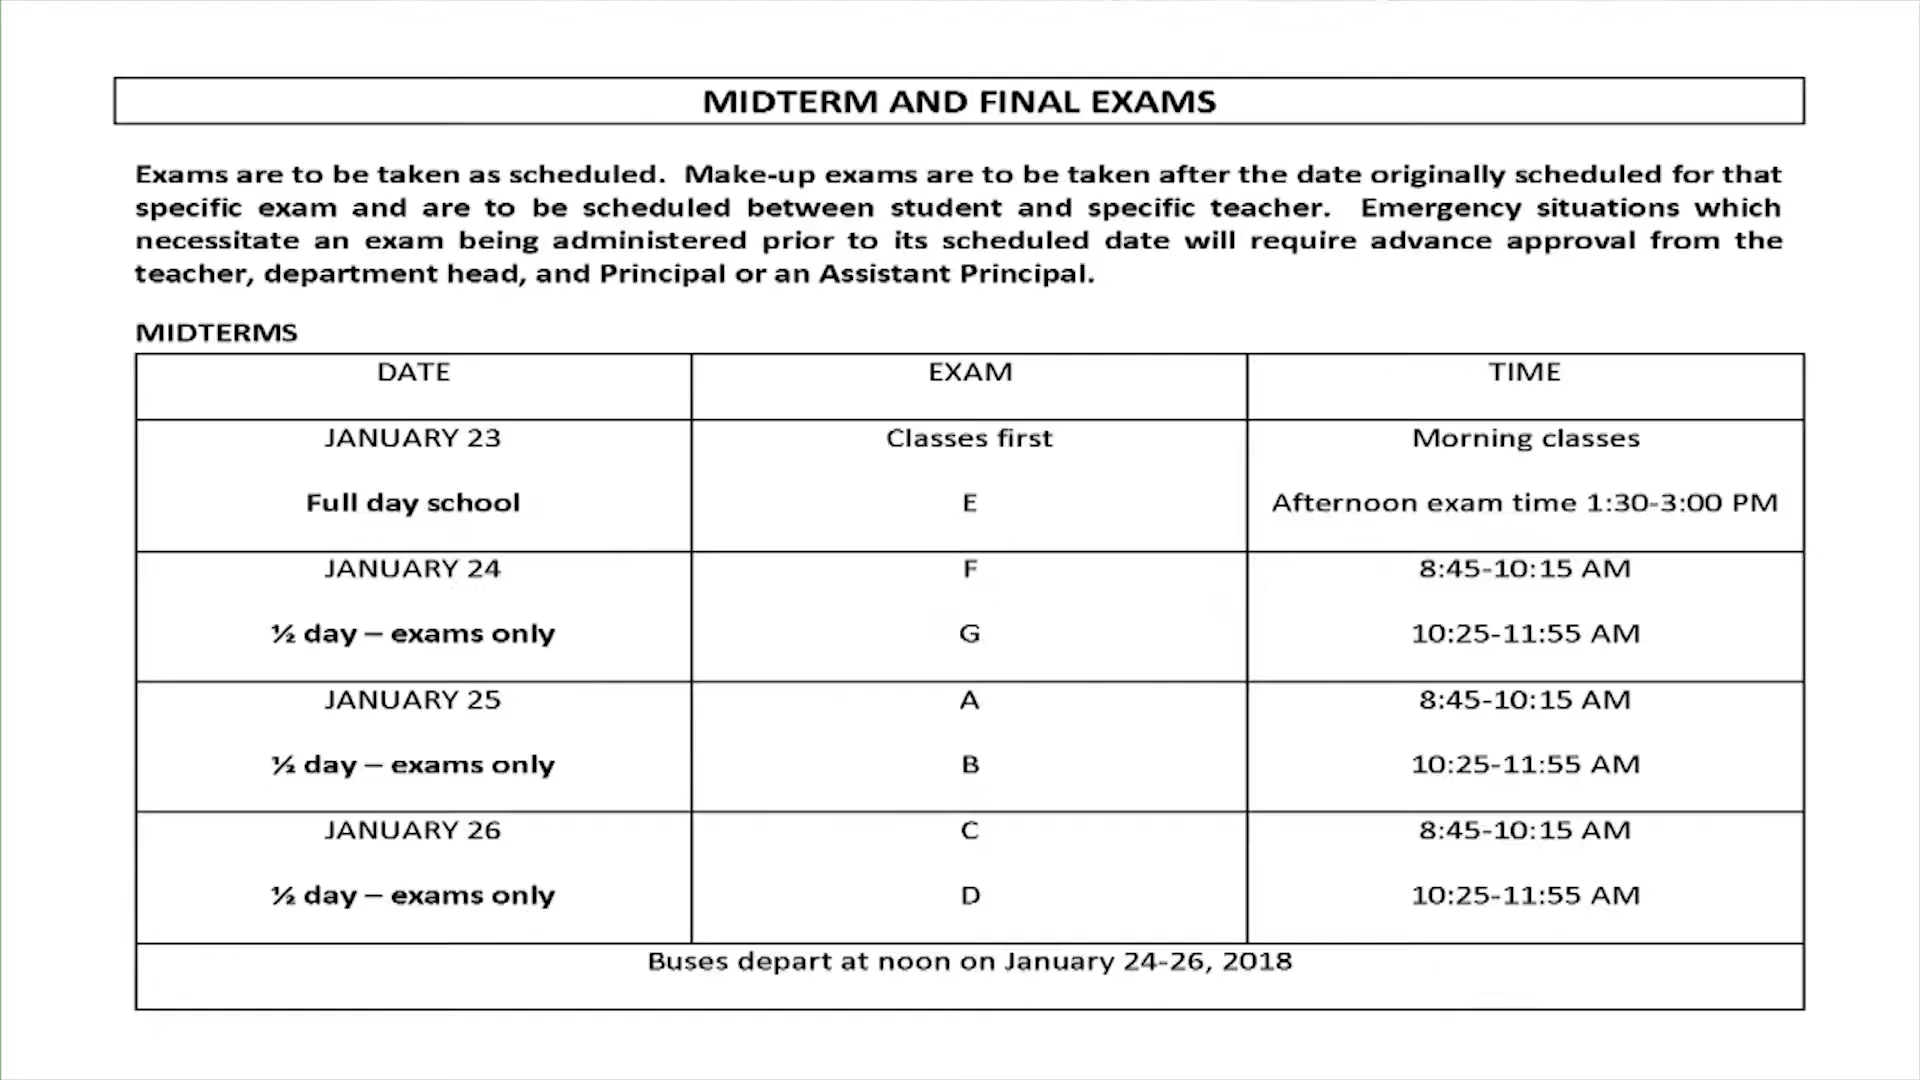 MIDTERM AND FINAL EXAMS
Exams are to be taken as scheduled. Make-up exams are to be taken after the date originally scheduled for that
specific exam and are to be scheduled between student and specific teacher. Emergency situations which
necessitate an exam being administered prior to its scheduled date will require advance approval from the
teacher, department head, and Principal or an Assistant Principal.
MIDTERMS
DATE EXAM TIME
JANUARY 23 Classes first Morning classes
Full day school E Afternoon exam time 1:30-3:00 PM
JANUARY 24 F 8:45-10:15 AM
½ day – exams only G 10:25-11:55 AM
JANUARY 25 A 8:45-10:15 AM
½ day – exams only B 10:25-11:55 AM
JANUARY 26 C 8:45-10:15 AM
½ day – exams only D 10:25-11:55 AM
Buses depart at noon on January 24-26, 2018